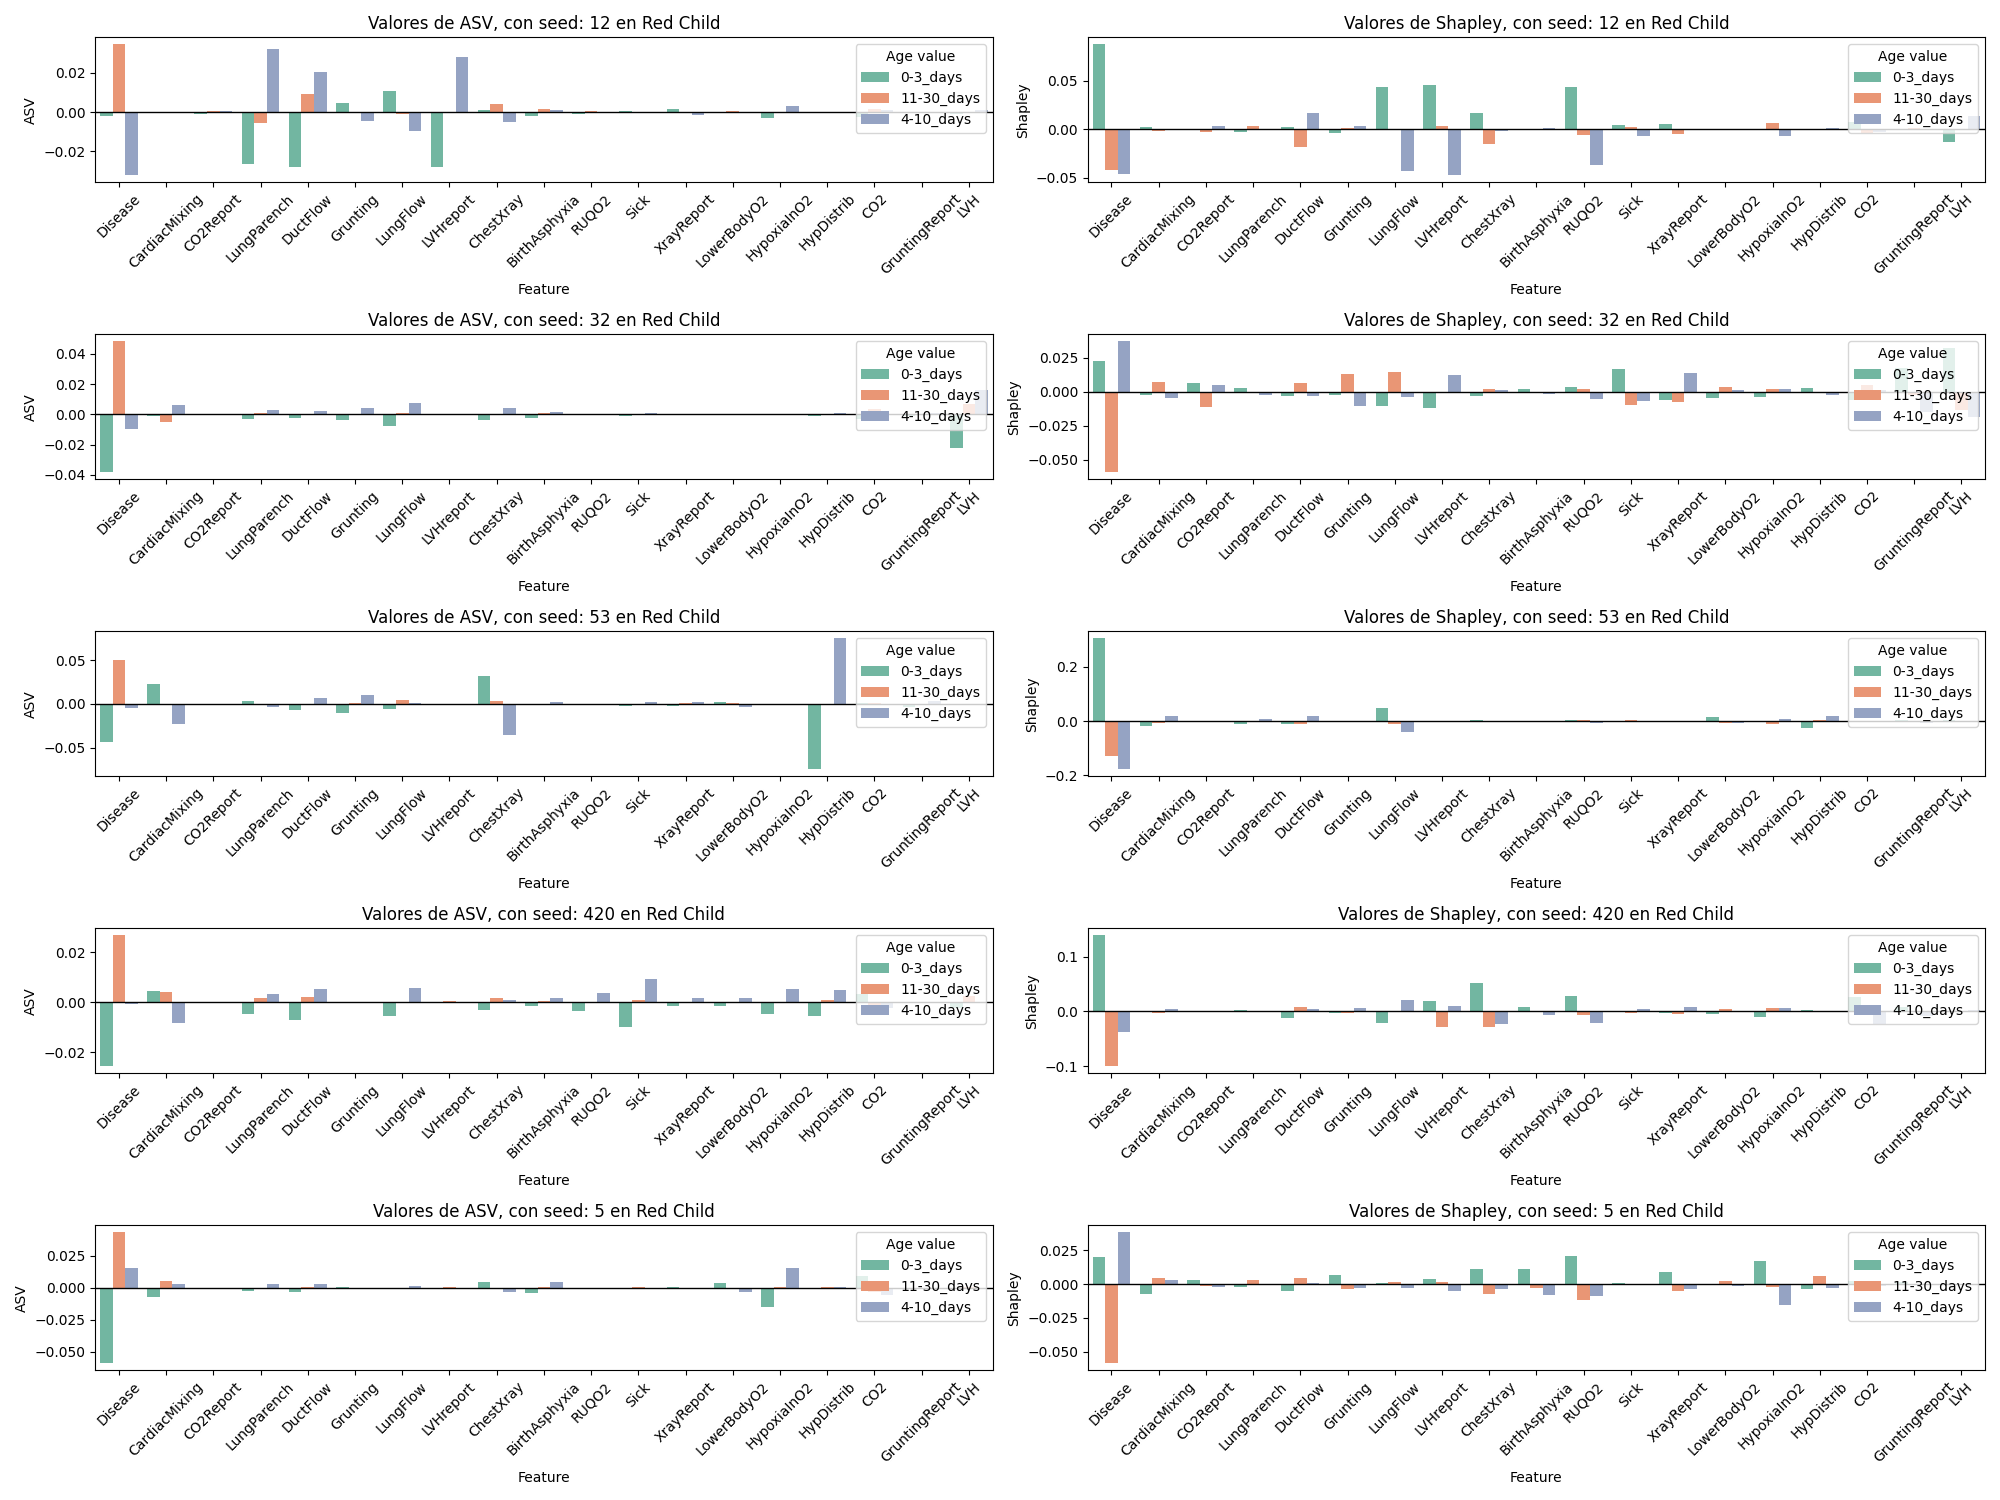 Valores de ASV, con seed: 12 en Red Child
ASV
0.02
0.00
−0.02
Age value
0-3_days
11-30_days
4-10_days
Disease
CardiacMixing
CO2Report
LungParench
DuctFlow
Grunting
LungFlow
LVHreport
ChestXray
BirthAsphyxia
RUQO2
Sick
XrayReport
LowerBodyO2
HypoxiaInO2
HypDistrib
CO2
GruntingReport
LVH
Feature
Valores de Shapley, con seed: 12 en Red Child
Shapley
0.05
0.00
−0.05
Age value
0-3_days
11-30_days
4-10_days
Disease
CardiacMixing
CO2Report
LungParench
DuctFlow
Grunting
LungFlow
LVHreport
ChestXray
BirthAsphyxia
RUQO2
Sick
XrayReport
LowerBodyO2
HypoxiaInO2
HypDistrib
CO2
GruntingReport
LVH
Feature
Valores de ASV, con seed: 32 en Red Child
ASV
0.04
0.02
0.00
−0.02
−0.04
Age value
0-3_days
11-30_days
4-10_days
Disease
CardiacMixing
CO2Report
LungParench
DuctFlow
Grunting
LungFlow
LVHreport
ChestXray
BirthAsphyxia
RUQO2
Sick
XrayReport
LowerBodyO2
HypoxiaInO2
HypDistrib
CO2
GruntingReport
LVH
Feature
Valores de Shapley, con seed: 32 en Red Child
Shapley
0.025
0.000
−0.025
−0.050
Age value
0-3_days
11-30_days
4-10_days
Disease
CardiacMixing
CO2Report
LungParench
DuctFlow
Grunting
LungFlow
LVHreport
ChestXray
BirthAsphyxia
RUQO2
Sick
XrayReport
LowerBodyO2
HypoxiaInO2
HypDistrib
CO2
GruntingReport
LVH
Feature
Valores de ASV, con seed: 53 en Red Child
ASV
0.05
0.00
−0.05
Age value
0-3_days
11-30_days
4-10_days
Disease
CardiacMixing
CO2Report
LungParench
DuctFlow
Grunting
LungFlow
LVHreport
ChestXray
BirthAsphyxia
RUQO2
Sick
XrayReport
LowerBodyO2
HypoxiaInO2
HypDistrib
CO2
GruntingReport
LVH
Feature
Valores de Shapley, con seed: 53 en Red Child
Shapley
0.2
0.0
−0.2
Age value
0-3_days
11-30_days
4-10_days
Disease
CardiacMixing
CO2Report
LungParench
DuctFlow
Grunting
LungFlow
LVHreport
ChestXray
BirthAsphyxia
RUQO2
Sick
XrayReport
LowerBodyO2
HypoxiaInO2
HypDistrib
CO2
GruntingReport
LVH
Feature
Valores de ASV, con seed: 420 en Red Child
ASV
0.02
0.00
−0.02
Age value
0-3_days
11-30_days
4-10_days
Disease
CardiacMixing
CO2Report
LungParench
DuctFlow
Grunting
LungFlow
LVHreport
ChestXray
BirthAsphyxia
RUQO2
Sick
XrayReport
LowerBodyO2
HypoxiaInO2
HypDistrib
CO2
GruntingReport
LVH
Feature
Valores de Shapley, con seed: 420 en Red Child
Shapley
0.1
0.0
−0.1
Age value
0-3_days
11-30_days
4-10_days
Disease
CardiacMixing
CO2Report
LungParench
DuctFlow
Grunting
LungFlow
LVHreport
ChestXray
BirthAsphyxia
RUQO2
Sick
XrayReport
LowerBodyO2
HypoxiaInO2
HypDistrib
CO2
GruntingReport
LVH
Feature
Valores de ASV, con seed: 5 en Red Child
ASV
0.025
0.000
−0.025
−0.050
Age value
0-3_days
11-30_days
4-10_days
Disease
CardiacMixing
CO2Report
LungParench
DuctFlow
Grunting
LungFlow
LVHreport
ChestXray
BirthAsphyxia
RUQO2
Sick
XrayReport
LowerBodyO2
HypoxiaInO2
HypDistrib
CO2
GruntingReport
LVH
Feature
Valores de Shapley, con seed: 5 en Red Child
Shapley
0.025
0.000
−0.025
−0.050
Age value
0-3_days
11-30_days
4-10_days
Disease
CardiacMixing
CO2Report
LungParench
DuctFlow
Grunting
LungFlow
LVHreport
ChestXray
BirthAsphyxia
RUQO2
Sick
XrayReport
LowerBodyO2
HypoxiaInO2
HypDistrib
CO2
GruntingReport
LVH
Feature